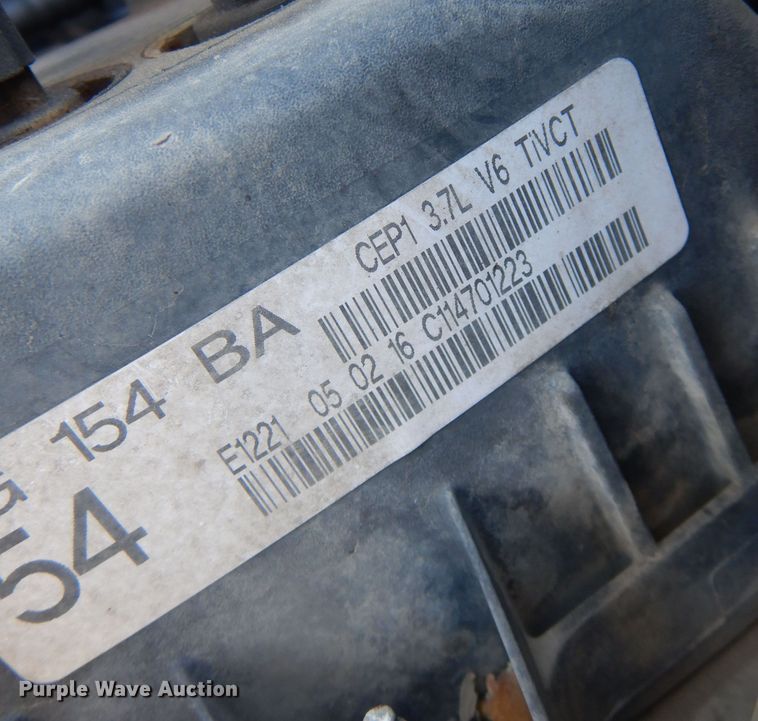 CEP1 3.7L V6 TiVCT
G 154 BA
E1221 05 02 16 C14701223
54
Purple Wave Auction